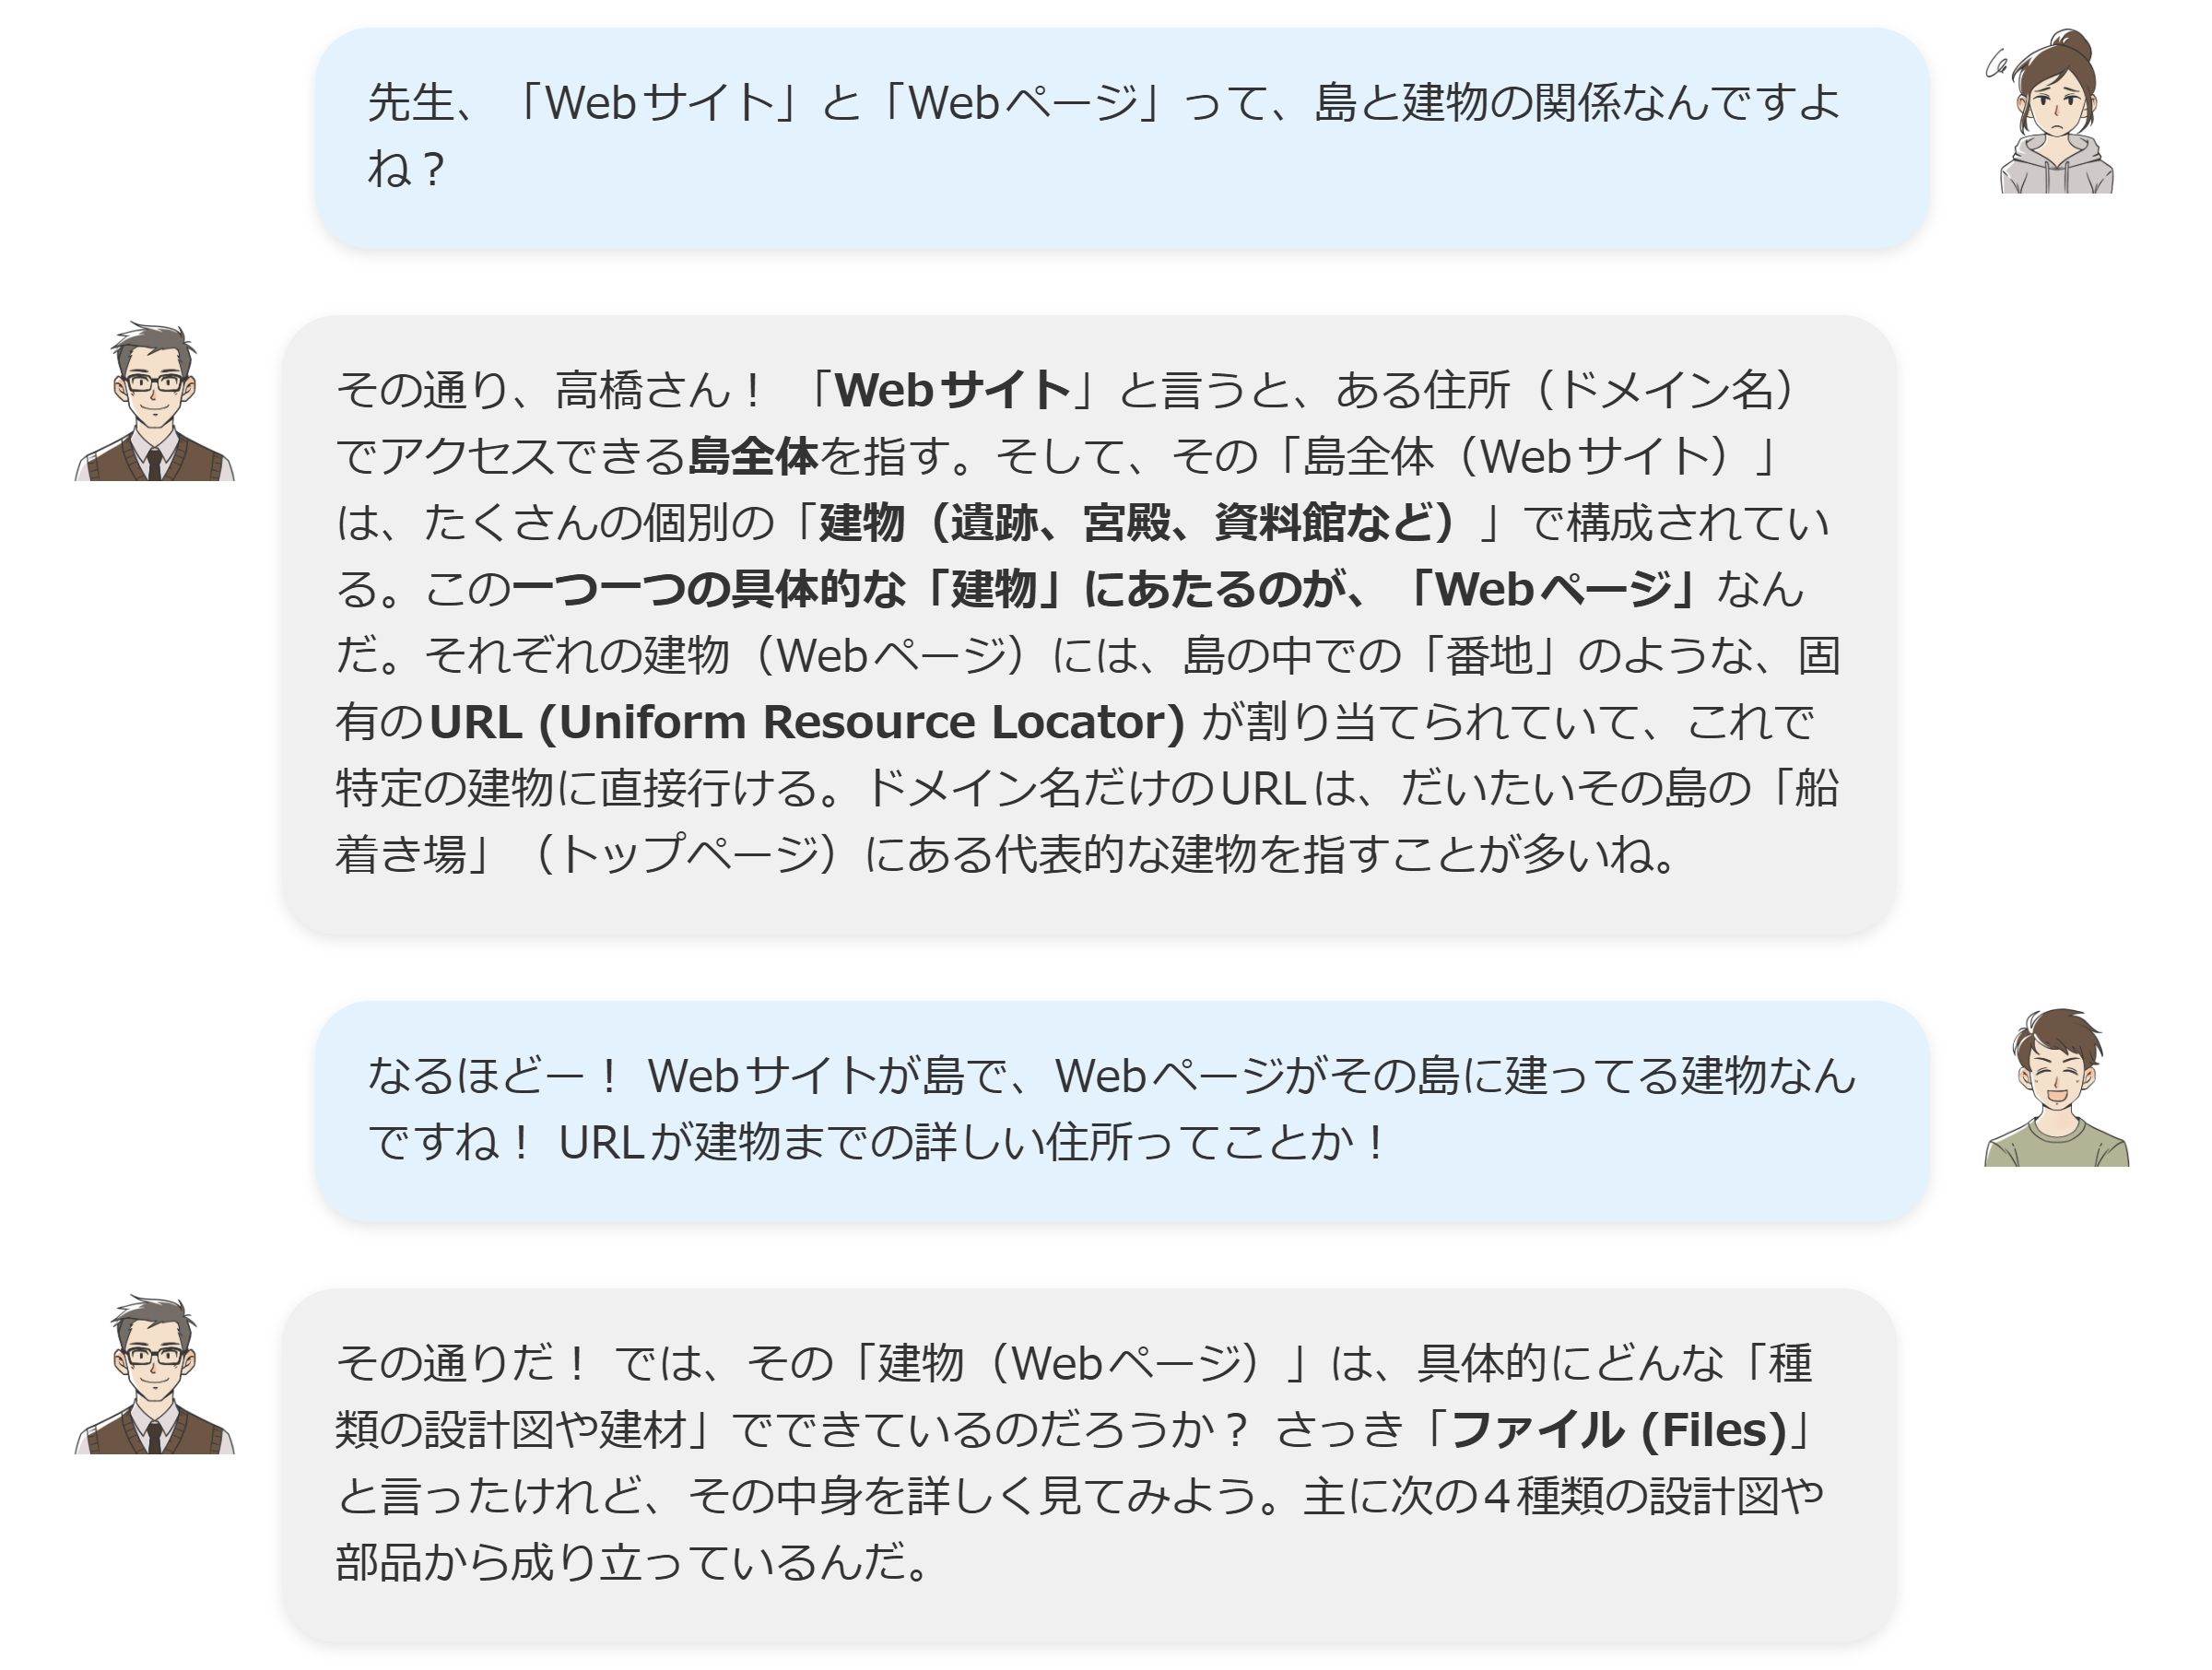 先生、「Webサイト」と「Webページ」って、島と建物の関係なんですよ
ね？
その通り、高橋さん！ 「Webサイト」と言うと、ある住所（ドメイン名）
でアクセスできる島全体を指す。そして、その「島全体（Webサイト）」
は、たくさんの個別の「建物（遺跡、宮殿、資料館など）」で構成されてい
る。この一つ一つの具体的な「建物」にあたるのが、「Webページ」なん
だ。それぞれの建物（Webページ）には、島の中での「番地」のような、固
有のURL (Uniform Resource Locator) が割り当てられていて、これで
特定の建物に直接行ける。ドメイン名だけのURLは、だいたいその島の「船
着き場」（トップページ）にある代表的な建物を指すことが多いね。
なるほどー！ Webサイトが島で、Webページがその島に建ってる建物なん
ですね！ URLが建物までの詳しい住所ってことか！
その通りだ！ では、その「建物（Webページ）」は、具体的にどんな「種
類の設計図や建材」でできているのだろうか？ さっき「ファイル (Files)」
と言ったけれど、その中身を詳しく見てみよう。主に次の４種類の設計図や
部品から成り立っているんだ。